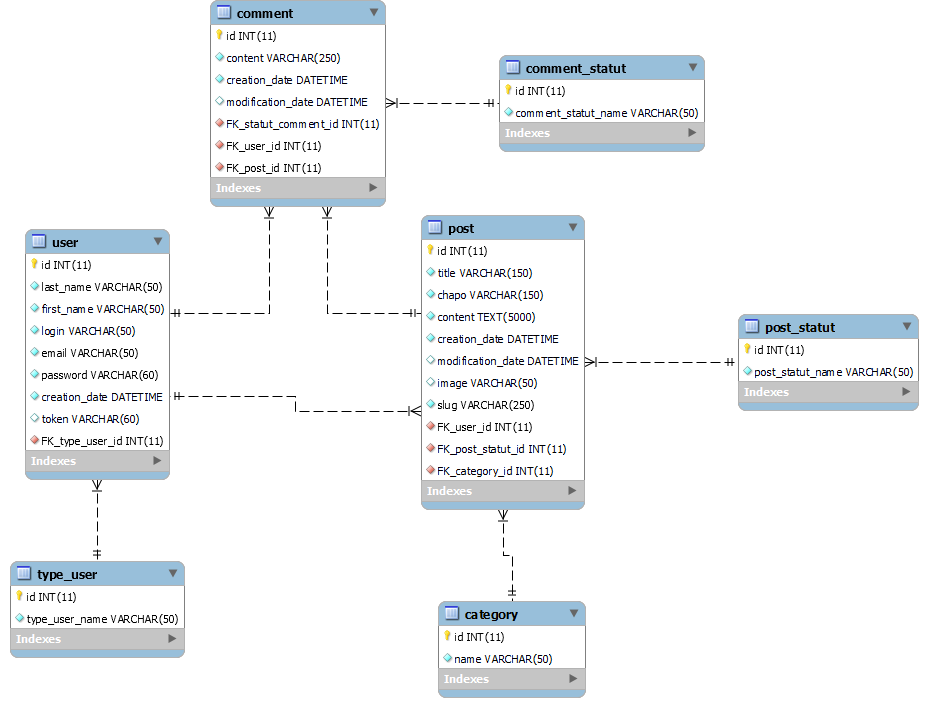 comment
id INT(11)
content VARCHAR(250)
creation_date DATETIME
modification_date DATETIME
FK_statut_comment_id INT(11)
FK_user_id INT(11)
FK_post_id INT(11)
Indexes
comment_statut
id INT(11)
comment_statut_name VARCHAR(50)
Indexes
user
id INT(11)
last_name VARCHAR(50)
first_name VARCHAR(50)
login VARCHAR(50)
email VARCHAR(50)
password VARCHAR(60)
creation_date DATETIME
token VARCHAR(60)
FK_type_user_id INT(11)
Indexes
post
id INT(11)
title VARCHAR(150)
chapo VARCHAR(150)
content TEXT(5000)
creation_date DATETIME
modification_date DATETIME
image VARCHAR(50)
slug VARCHAR(250)
FK_user_id INT(11)
FK_post_statut_id INT(11)
FK_category_id INT(11)
Indexes
post_statut
id INT(11)
post_statut_name VARCHAR(50)
Indexes
type_user
id INT(11)
type_user_name VARCHAR(50)
Indexes
category
id INT(11)
name VARCHAR(50)
Indexes